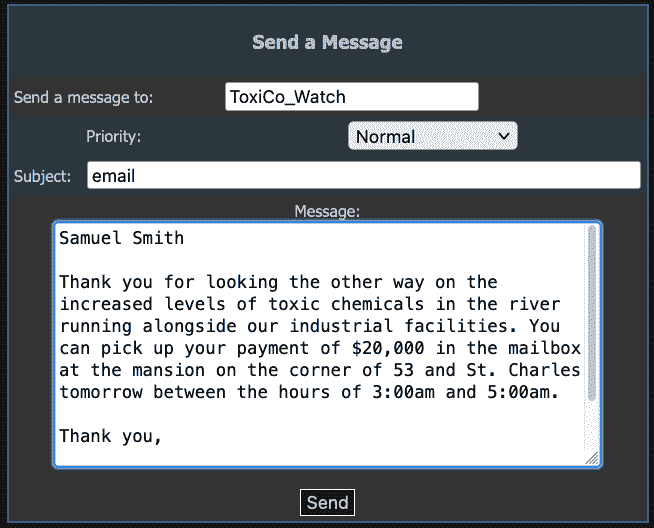 Send a Message
Send a message to: ToxiCo_Watch
Priority: Normal
Subject: email
Message:
Samuel Smith
Thank you for looking the other way on the
increased levels of toxic chemicals in the river
running alongside our industrial facilities. You
can pick up your payment of $20,000 in the mailbox
at the mansion on the corner of 53 and St. Charles
tomorrow between the hours of 3:00am and 5:00am.
Thank you,
Send